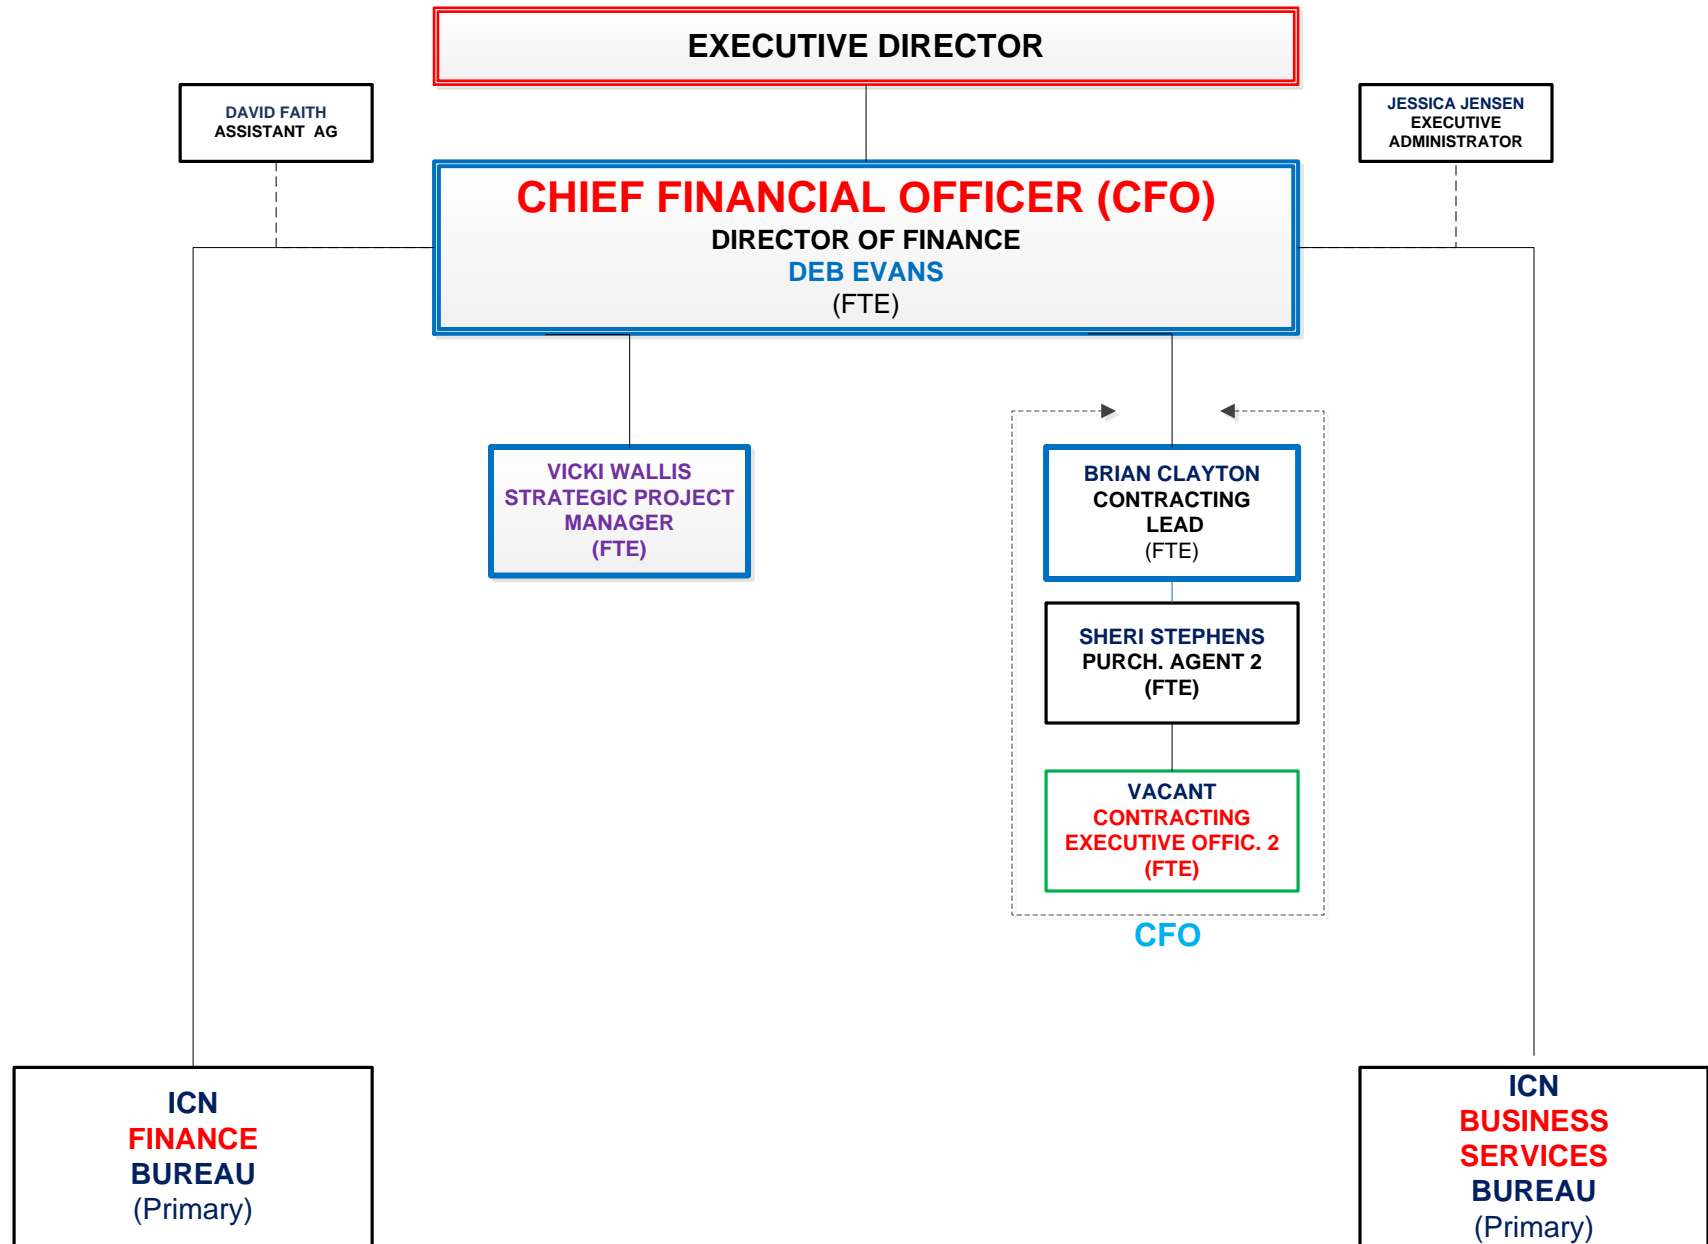 EXECUTIVE DIRECTOR
DAVID FAITH
ASSISTANT AG
JESSICA JENSEN
EXECUTIVE
ADMINISTRATOR
CHIEF FINANCIAL OFFICER (CFO)
DIRECTOR OF FINANCE
DEB EVANS
(FTE)
VICKI WALLIS
STRATEGIC PROJECT
MANAGER
(FTE)
BRIAN CLAYTON
CONTRACTING
LEAD
(FTE)
SHERI STEPHENS
PURCH. AGENT 2
(FTE)
VACANT
CONTRACTING
EXECUTIVE OFFIC. 2
(FTE)
CFO
ICN
FINANCE
BUREAU
(Primary)
ICN
BUSINESS
SERVICES
BUREAU
(Primary)